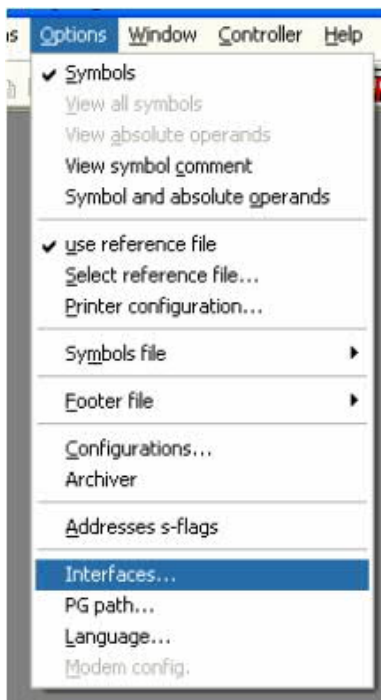 Options Window Controller Help
Symbols
View all symbols
View absolute operands
View symbol comment
Symbol and absolute operands
use reference file
Select reference file...
Printer configuration...
Symbols file
Footer file
Configurations...
Archiver
Addresses s-flags
Interfaces...
PG path...
Language...
Modem config.